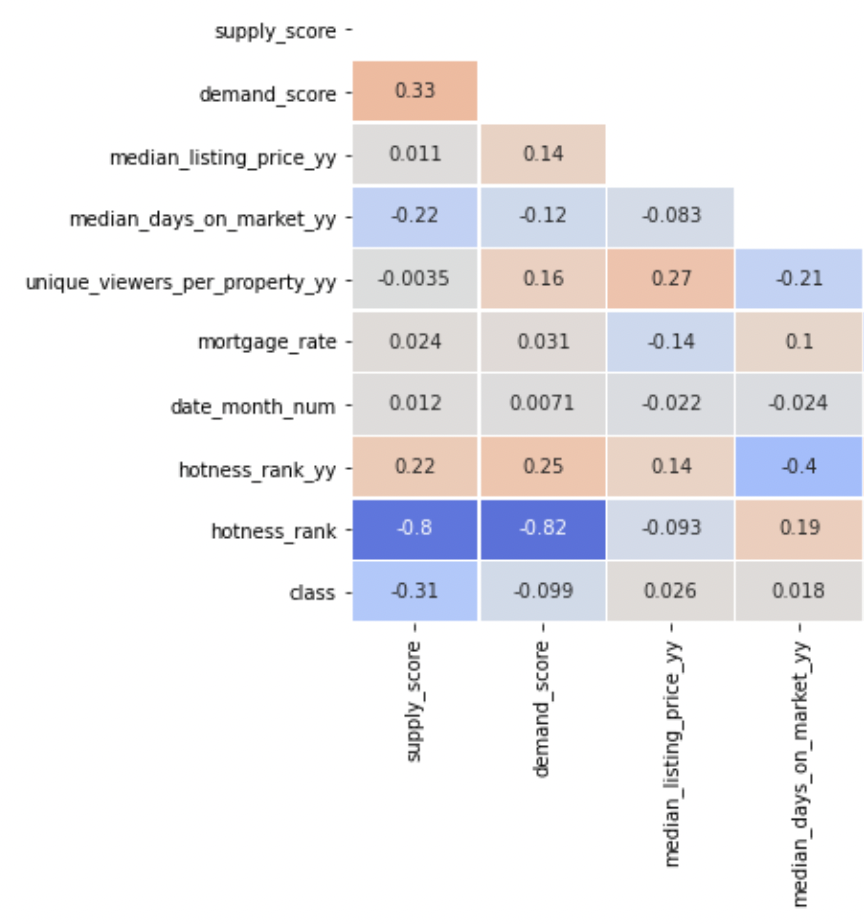 supply_score
demand_score 0.33
median_listing_price_yy 0.011 0.14
median_days_on_market_yy -0.22 -0.12 -0.083
unique_viewers_per_property_yy -0.0035 0.16 0.27 -0.21
mortgage_rate 0.024 0.031 -0.14 0.1
date_month_num 0.012 0.0071 -0.022 -0.024
hotness_rank_yy 0.22 0.25 0.14 -0.4
hotness_rank -0.8 -0.82 -0.093 0.19
class -0.31 -0.099 0.026 0.018
supply_score
demand_score
median_listing_price_yy
median_days_on_market_yy